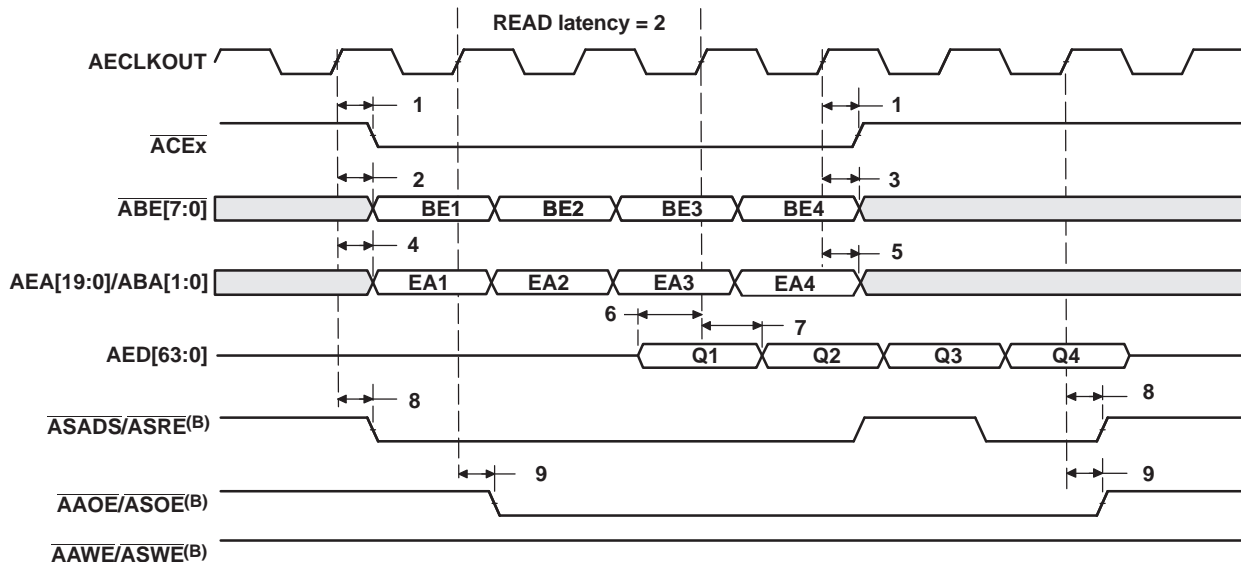 READ latency = 2
AECLKOUT
1 1
ACEx
2 3
ABE[7:0] BE1 BE2 BE3 BE4
4 5
AEA[19:0]/ABA[1:0] EA1 EA2 EA3 EA4
6 7
AED[63:0] Q1 Q2 Q3 Q4
8 8
ASADS/ASRE(B)
9 9
AAOE/ASOE(B)
AAWE/ASWE(B)